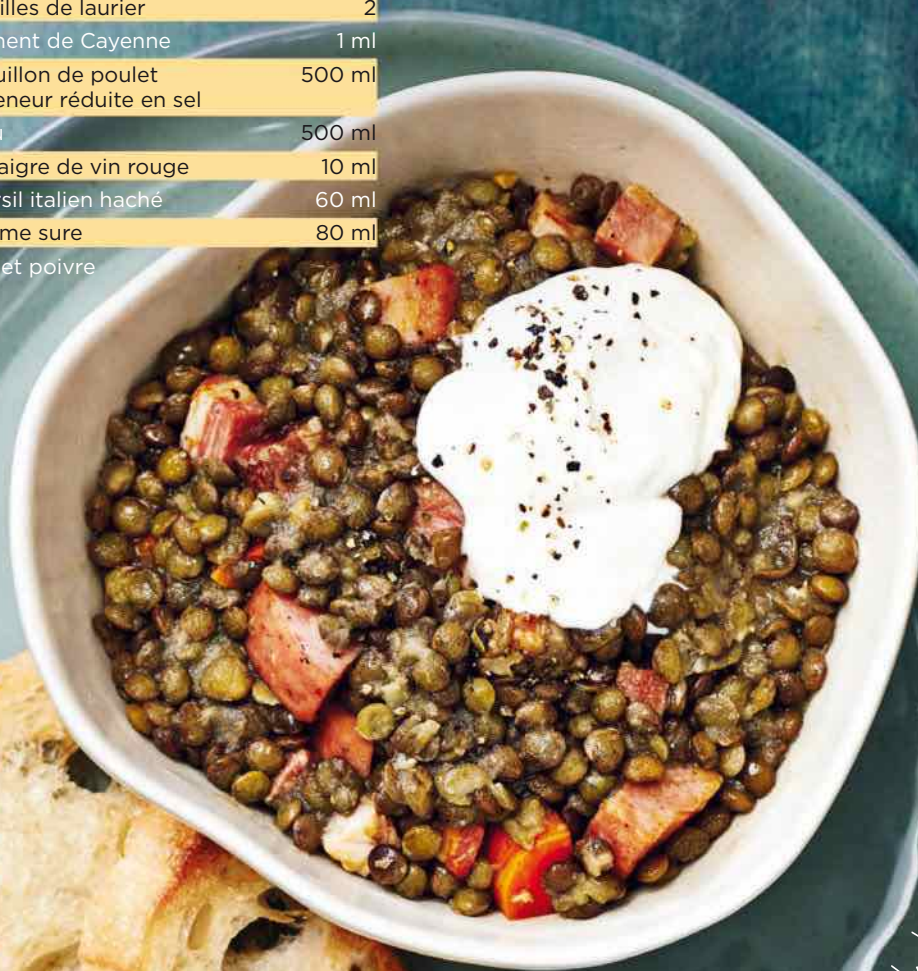 illes de laurier 2
ment de Cayenne 1 ml
uillon de poulet 500 ml
eneur réduite en sel
u 500 ml
aigre de vin rouge 10 ml
sil italien haché 60 ml
me sure 80 ml
et poivre